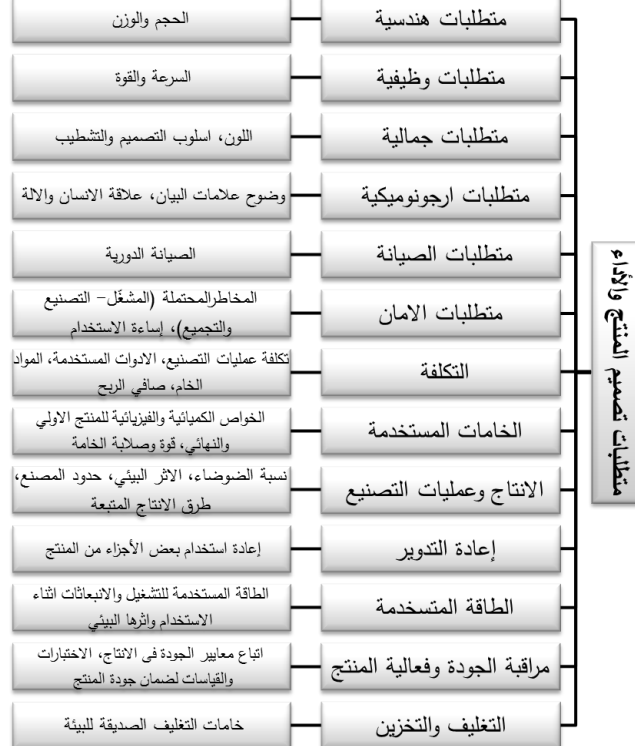 متطلبات تصميم المنتج والأداء
متطلبات هندسية
الحجم والوزن
متطلبات وظيفية
السرعة والقوة
متطلبات جمالية
اللون، اسلوب التصميم والتشطيب
متطلبات ارجونوميكية
وضوح علامات البيان، علاقة الانسان والالة
متطلبات الصيانة
الصيانة الدورية
متطلبات الامان
المخاطرالمحتملة (المشغّل– التصنيع
والتجميع)، إساءة الاستخدام
التكلفة
تكلفة عمليات التصنيع، الادوات المستخدمة، المواد
الخام، صافي الربح
الخامات المستخدمة
الخواص الكميائية والفيزيائية للمنتج الاولي
والنهائي، قوة وصلابة الخامة
الانتاج وعمليات التصنيع
نسبة الضوضاء، الاثر البيئي، حدود المصنع،
طرق الانتاج المتبعة
إعادة التدوير
إعادة استخدام بعض الأجزاء من المنتج
الطاقة المتسخدمة
الطاقة المستخدمة للتشغيل والانبعاثات اثناء
الاستخدام واثرها البيئي
مراقبة الجودة وفعالية المنتج
اتباع معايير الجودة فى الانتاج، الاختبارات
والقياسات لضمان جودة المنتج
التغليف والتخزين
خامات التغليف الصديقة للبيئة